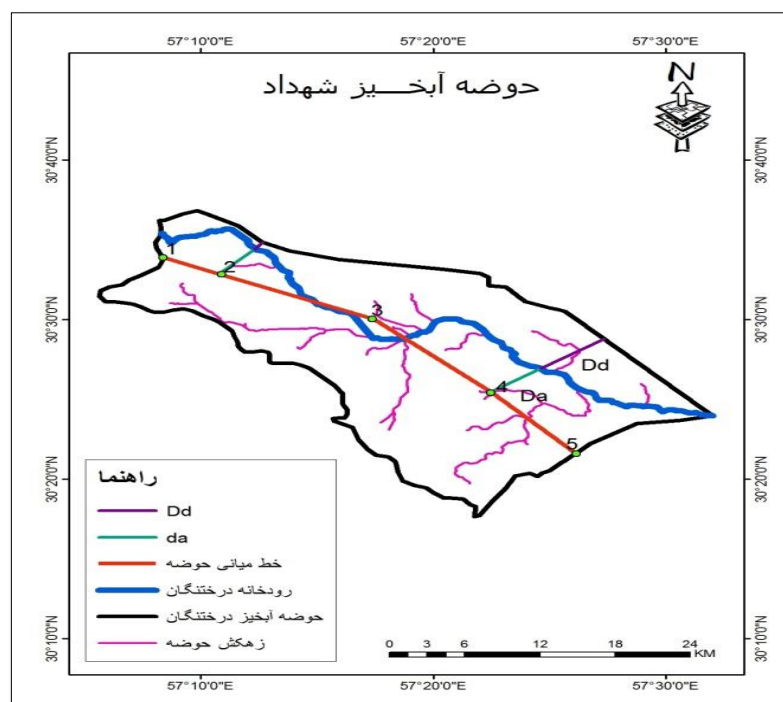 57°10'0"E 57°20'0"E 57°30'0"E
حوضه آبخـــیز شهداد
N
30°40'0"N 30°40'0"N
1
2
30°30'0"N 3 30°30'0"N
4 Dd
Da
5
30°20'0"N 30°20'0"N
راهنما
Dd
da
خط میانی حوضه
رودخانه درختنگان
حوضه آبخیز درختنگان
زهکش حوضه
30°10'0"N 30°10'0"N
0 3 6 12 18 24
KM
57°10'0"E 57°20'0"E 57°30'0"E